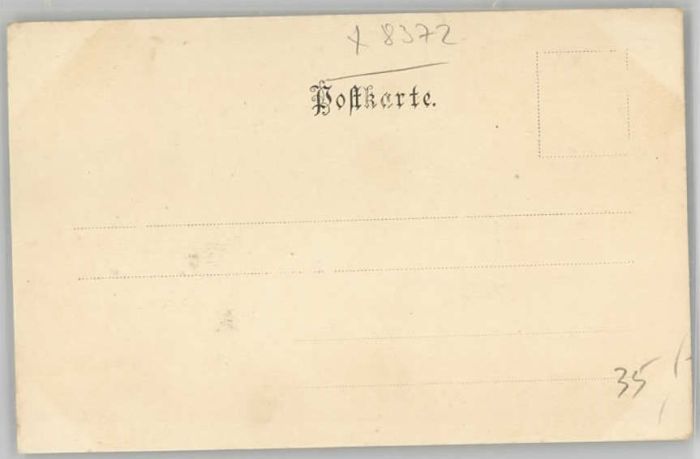 x 8372
Postkarte.
35,-